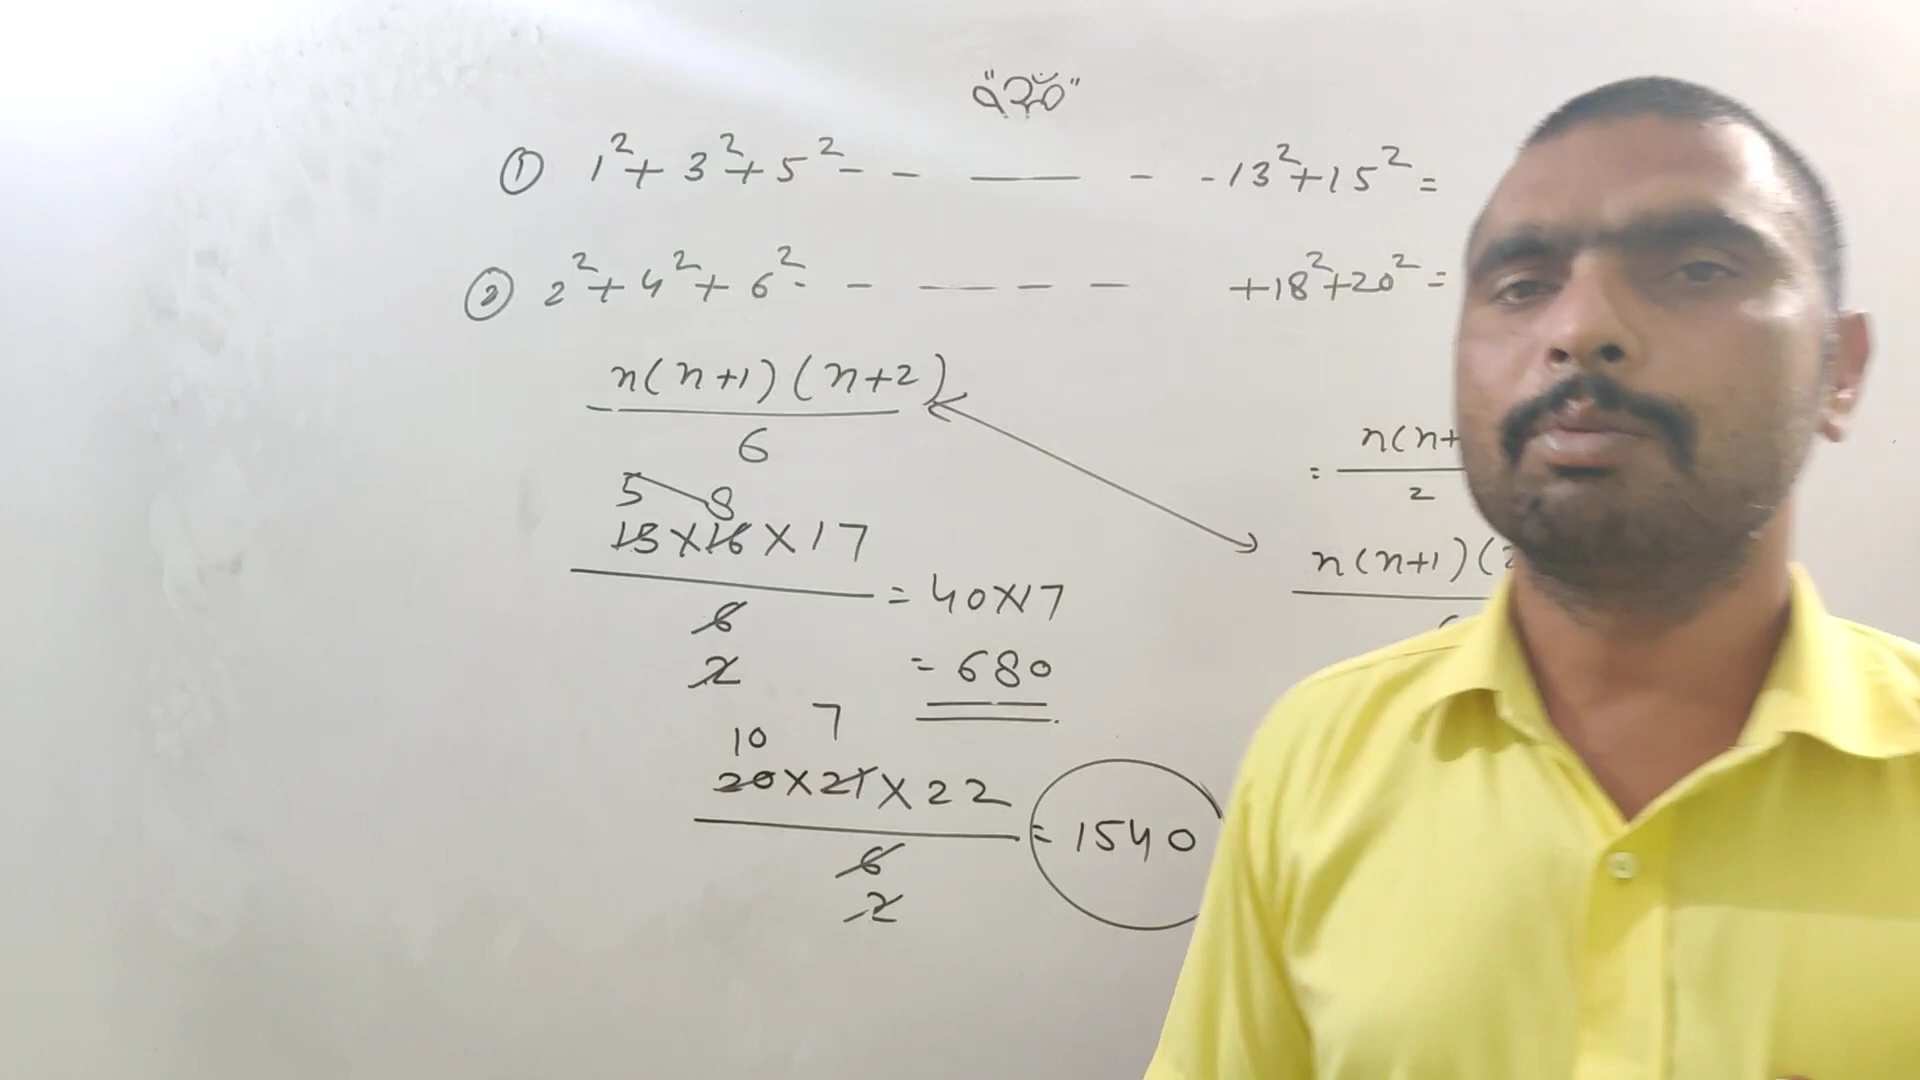 ① 1² + 3² + 5² - - —— - - 13² + 15² =
② 2² + 4² + 6² - - — — — + 18² + 20² =
n(n+1)(n+2)
6
5 8
15 × 16 × 17
= 40×17
6
2
= 680
10 7
20 × 21 × 22
= 1540
6
2
n(n+
=
2
n(n+1)(2